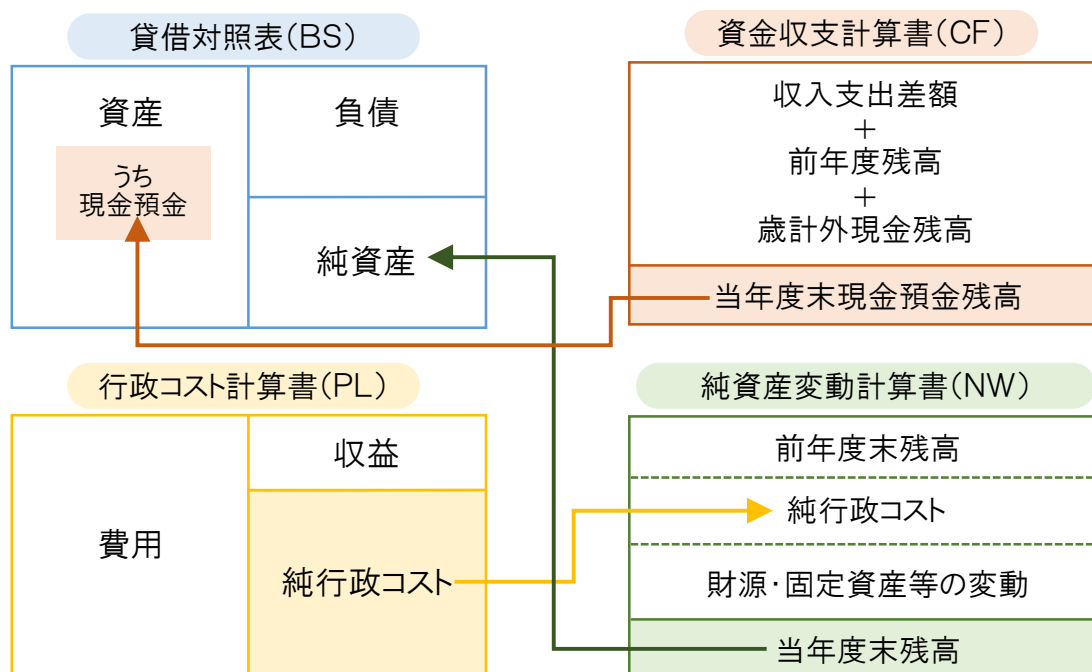 貸借対照表(BS)
資産
うち
現金預金
負債
純資産
資金収支計算書(CF)
収入支出差額
+
前年度残高
+
歳計外現金残高
当年度末現金預金残高
行政コスト計算書(PL)
費用
収益
純行政コスト
純資産変動計算書(NW)
前年度末残高
純行政コスト
財源・固定資産等の変動
当年度末残高